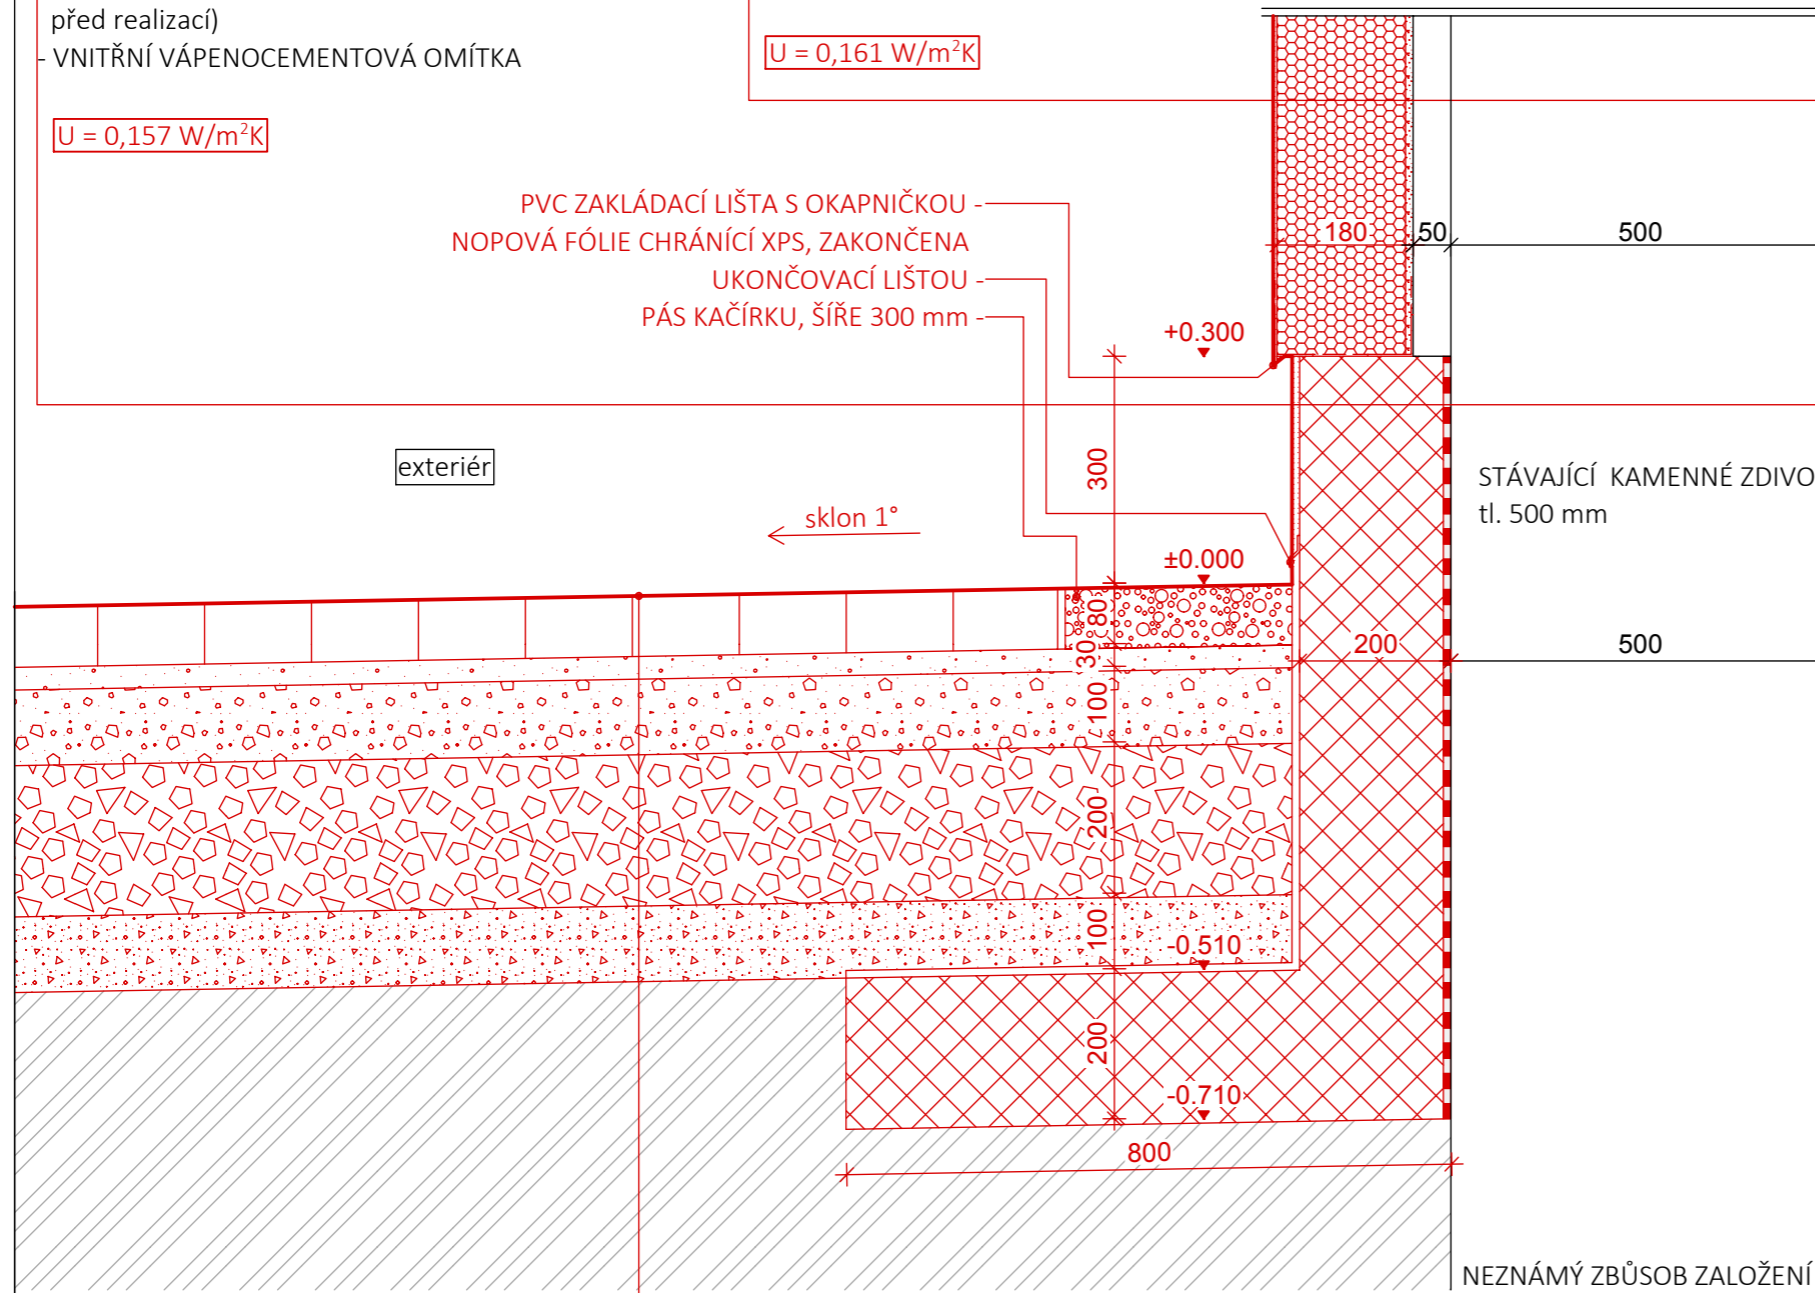 před realizací)
- VNITŘNÍ VÁPENOCEMENTOVÁ OMÍTKA
U = 0,157 W/m²K
U = 0,161 W/m²K
PVC ZAKLÁDACÍ LIŠTA S OKAPNIČKOU -
NOPOVÁ FÓLIE CHRÁNÍCÍ XPS, ZAKONČENA
UKONČOVACÍ LIŠTOU -
PÁS KAČÍRKU, ŠÍŘE 300 mm -
180
50
500
+0.300
300
exteriér
sklon 1°
±0.000
STÁVAJÍCÍ KAMENNÉ ZDIVO
tl. 500 mm
80
30
100
200
100
200
200
500
-0.510
-0.710
800
NEZNÁMÝ ZBŮSOB ZALOŽENÍ